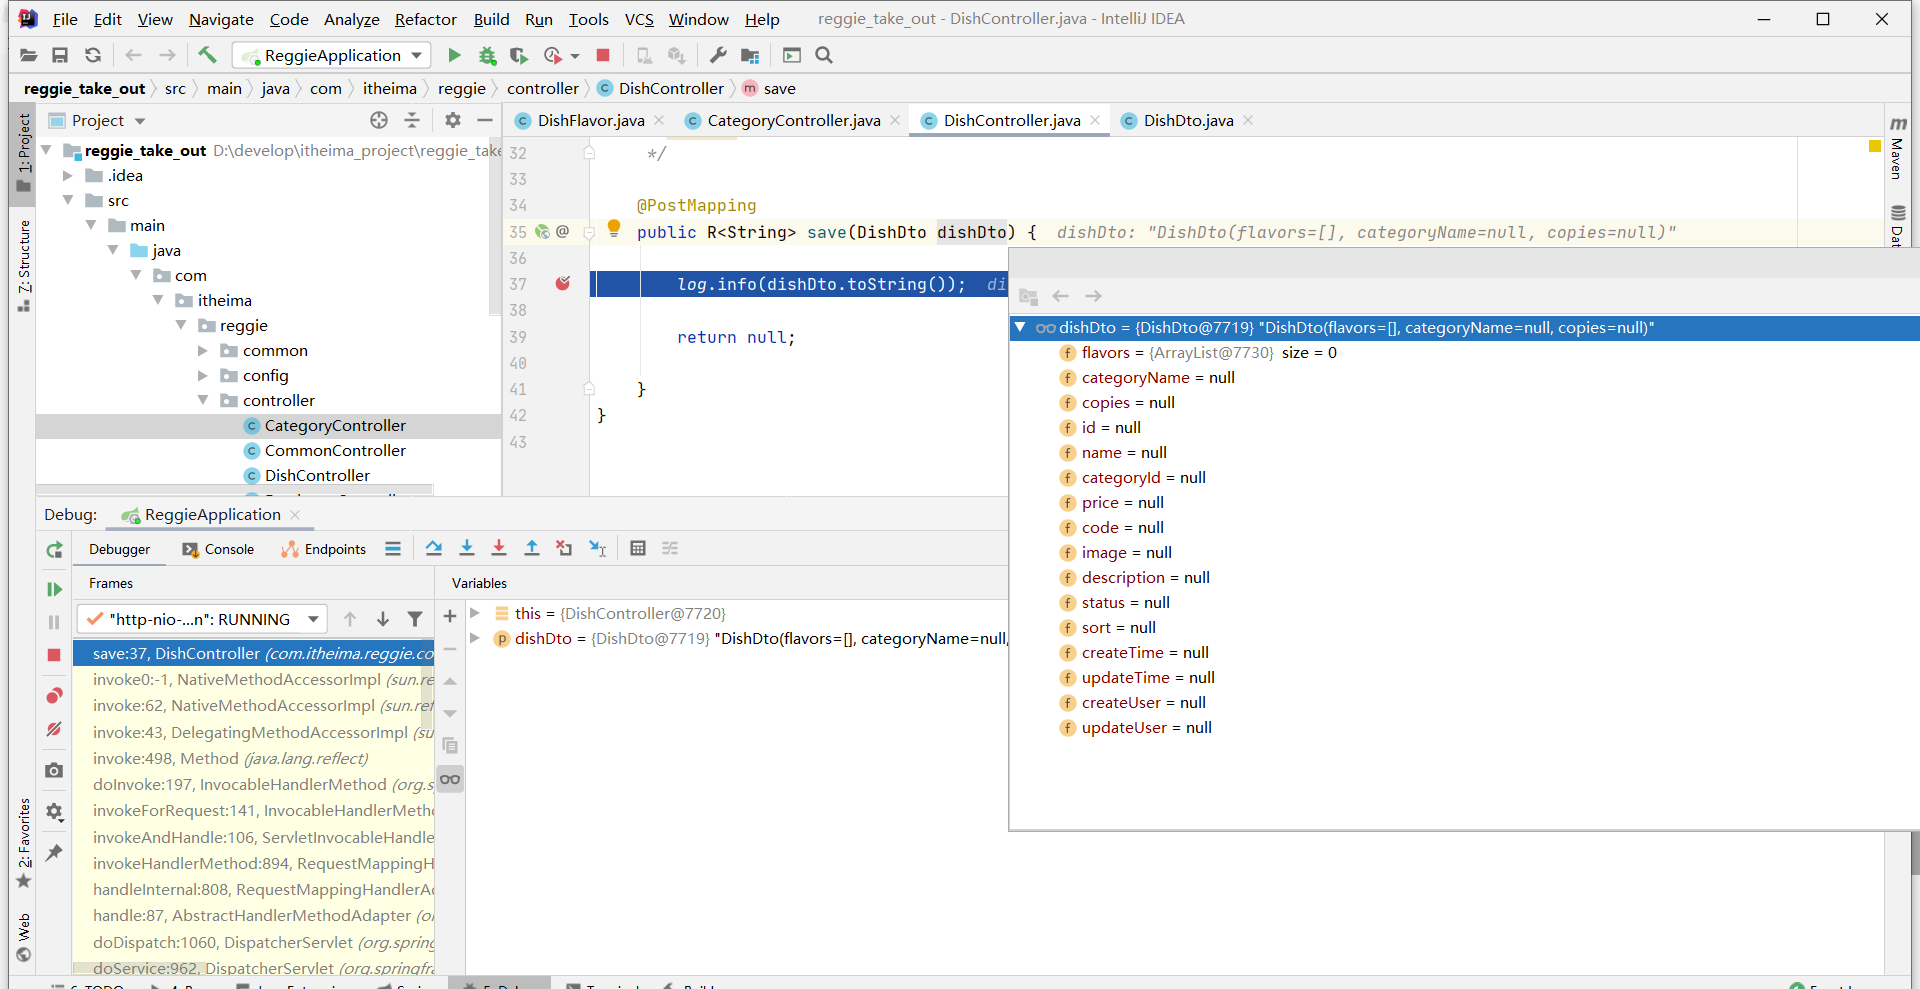 File Edit View Navigate Code Analyze Refactor Build Run Tools VCS Window Help reggie_take_out - DishController.java - IntelliJ IDEA
ReggieApplication
reggie_take_out src main java com itheima reggie controller DishController save
1: Project
Z: Structure
2: Favorites
Web
Project
reggie_take_out D:\develop\itheima_project\reggie_take
.idea
src
main
java
com
itheima
reggie
common
config
controller
CategoryController
CommonController
DishController
DishFlavor.java CategoryController.java DishController.java DishDto.java
32 */
33
34 @PostMapping
35 @ public R<String> save(DishDto dishDto) { dishDto: "DishDto(flavors=[], categoryName=null, copies=null)"
36
37 log.info(dishDto.toString()); di
38
39 return null;
40
41 }
42 }
43
Maven
Dat
dishDto = {DishDto@7719} "DishDto(flavors=[], categoryName=null, copies=null)"
flavors = {ArrayList@7730} size = 0
categoryName = null
copies = null
id = null
name = null
categoryId = null
price = null
code = null
image = null
description = null
status = null
sort = null
createTime = null
updateTime = null
createUser = null
updateUser = null
Debug: ReggieApplication
Debugger Console Endpoints
Frames
"http-nio-...n": RUNNING
save:37, DishController (com.itheima.reggie.co
invoke0:-1, NativeMethodAccessorImpl (sun.re
invoke:62, NativeMethodAccessorImpl (sun.ref
invoke:43, DelegatingMethodAccessorImpl (su
invoke:498, Method (java.lang.reflect)
doInvoke:197, InvocableHandlerMethod (org.s
invokeForRequest:141, InvocableHandlerMetho
invokeAndHandle:106, ServletInvocableHandle
invokeHandlerMethod:894, RequestMappingH
handleInternal:808, RequestMappingHandlerAd
handle:87, AbstractHandlerMethodAdapter (or
doDispatch:1060, DispatcherServlet (org.spring
doService:962, DispatcherServlet (org.springfra
Variables
this = {DishController@7720}
dishDto = {DishDto@7719} "DishDto(flavors=[], categoryName=null,